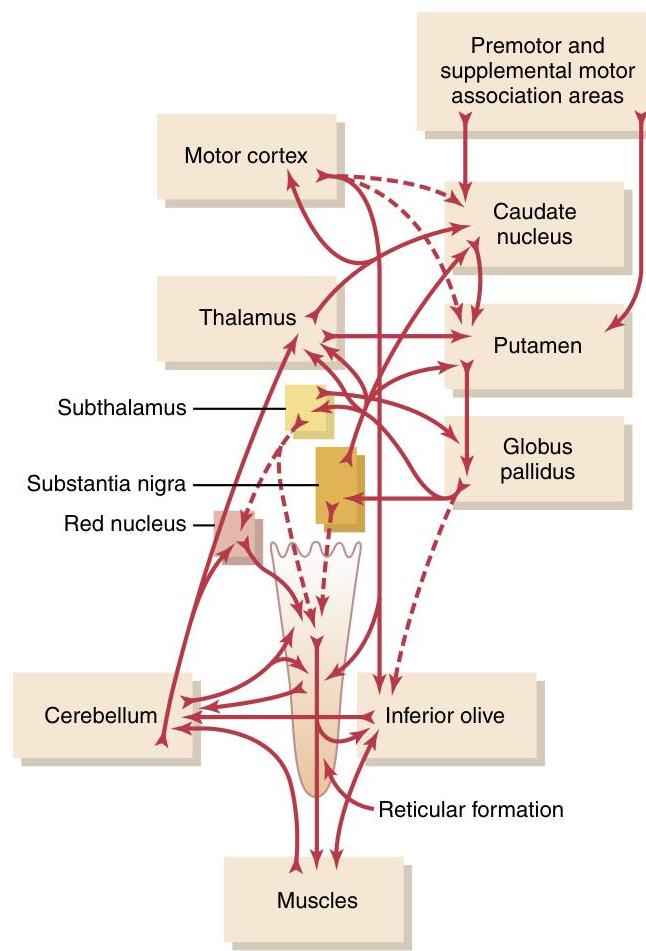 Premotor and
supplemental motor
association areas
Motor cortex
Caudate
nucleus
Thalamus
Putamen
Subthalamus
Globus
pallidus
Substantia nigra
Red nucleus
Cerebellum
Inferior olive
Reticular formation
Muscles